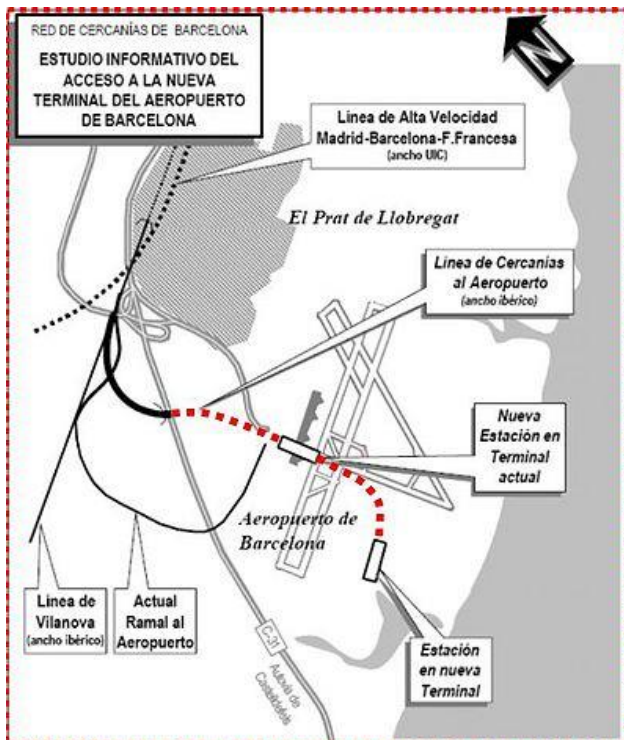 RED DE CERCANÍAS DE BARCELONA
ESTUDIO INFORMATIVO DEL
ACCESO A LA NUEVA
TERMINAL DEL AEROPUERTO
DE BARCELONA
N
Línea de Alta Velocidad
Madrid-Barcelona-F.Francesa
(ancho UIC)
El Prat de Llobregat
Línea de Cercanías
al Aeropuerto
(ancho ibérico)
Nueva
Estación en
Terminal
actual
Aeropuerto de
Barcelona
Línea de
Vilanova
(ancho ibérico)
Actual
Ramal al
Aeropuerto
C-31
Autovía de
Castelldefels
Estación
en nueva
Terminal